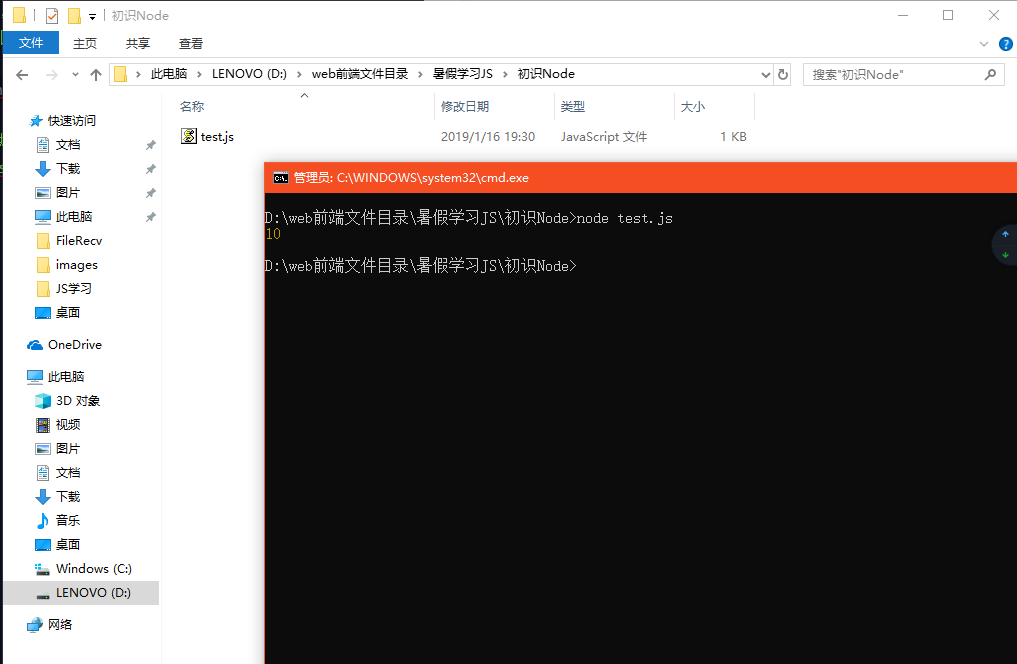 初识Node
文件 主页 共享 查看
此电脑 LENOVO (D:) web前端文件目录 暑假学习JS 初识Node 搜索"初识Node"
名称 修改日期 类型 大小
test.js 2019/1/16 19:30 JavaScript 文件 1 KB
快速访问
文档
下载
图片
此电脑
FileRecv
images
JS学习
桌面
OneDrive
此电脑
3D 对象
视频
图片
文档
下载
音乐
桌面
Windows (C:)
LENOVO (D:)
网络
管理员: C:\WINDOWS\system32\cmd.exe
D:\web前端文件目录\暑假学习JS\初识Node>node test.js
10
D:\web前端文件目录\暑假学习JS\初识Node>